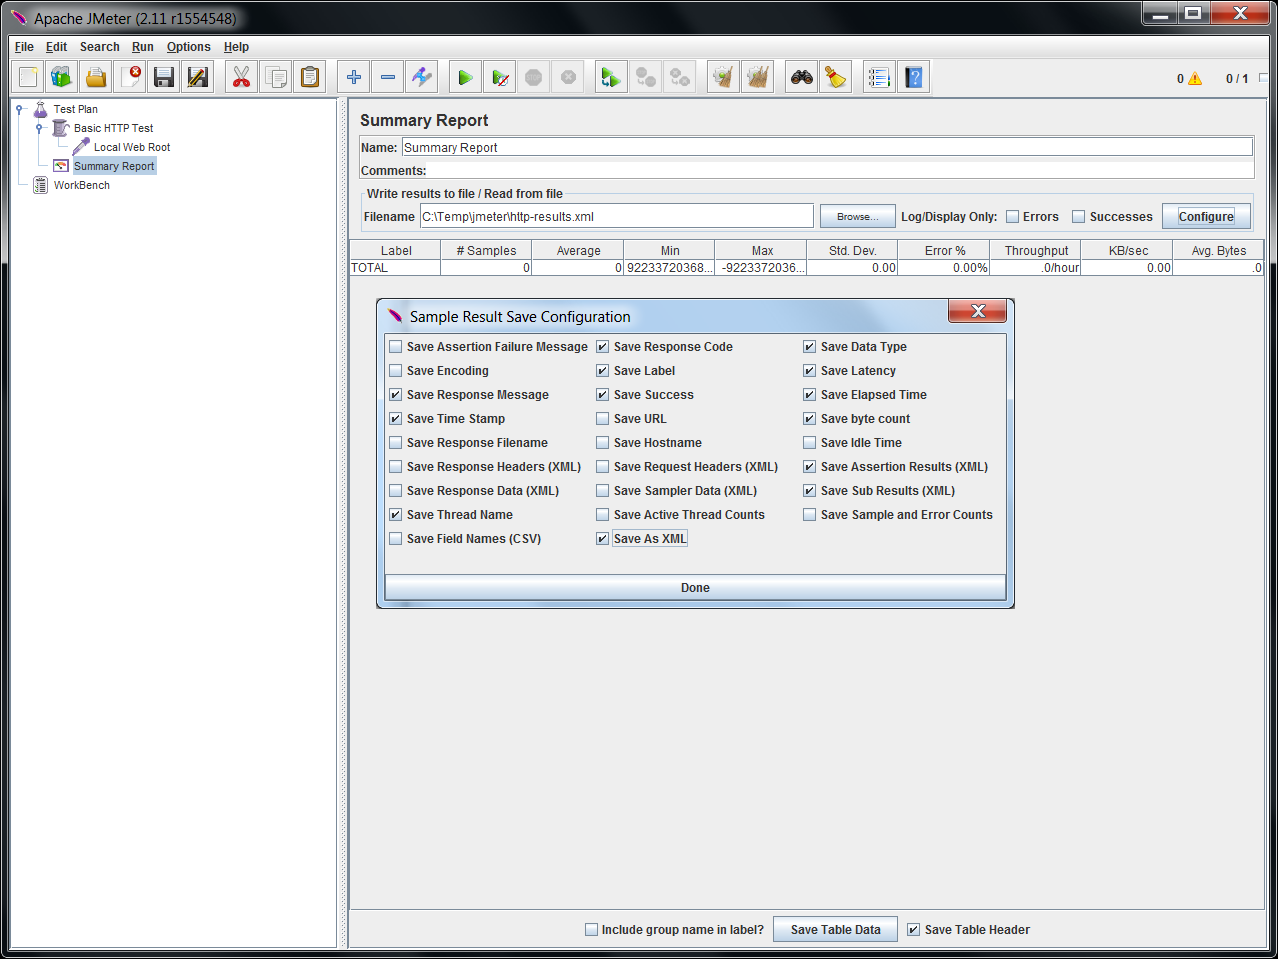 Apache JMeter (2.11 r1554548)
File Edit Search Run Options Help
0 0 / 1
Test Plan
Basic HTTP Test
Local Web Root
Summary Report
WorkBench
Summary Report
Name: Summary Report
Comments:
Write results to file / Read from file
Filename C:\Temp\jmeter\http-results.xml Browse... Log/Display Only: Errors Successes Configure
Label # Samples Average Min Max Std. Dev. Error % Throughput KB/sec Avg. Bytes
TOTAL 0 0 92233720368... -9223372036... 0.00 0.00% .0/hour 0.00 .0
Sample Result Save Configuration
Save Assertion Failure Message Save Response Code Save Data Type
Save Encoding Save Label Save Latency
Save Response Message Save Success Save Elapsed Time
Save Time Stamp Save URL Save byte count
Save Response Filename Save Hostname Save Idle Time
Save Response Headers (XML) Save Request Headers (XML) Save Assertion Results (XML)
Save Response Data (XML) Save Sampler Data (XML) Save Sub Results (XML)
Save Thread Name Save Active Thread Counts Save Sample and Error Counts
Save Field Names (CSV) Save As XML
Done
Include group name in label? Save Table Data Save Table Header